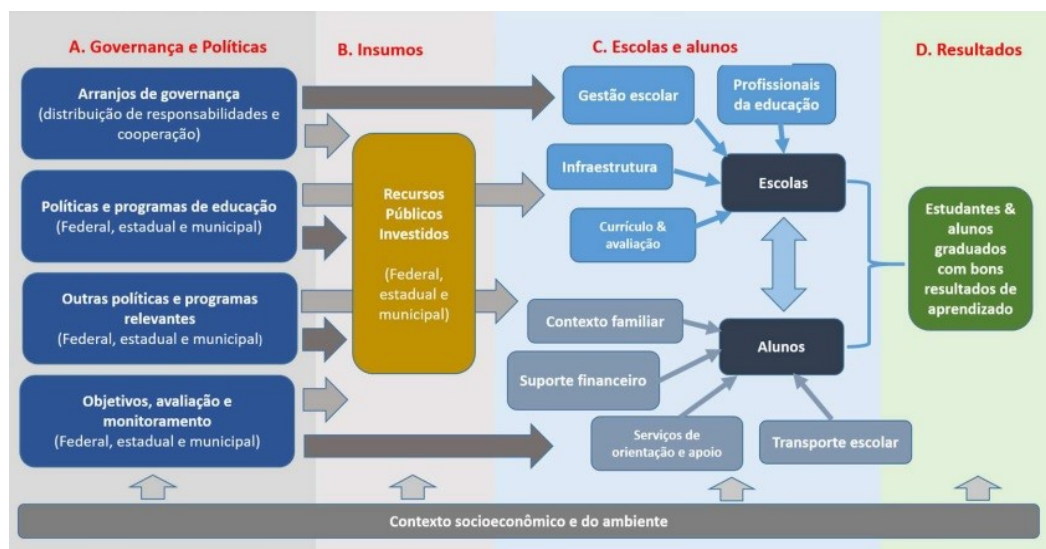 A. Governança e Políticas
B. Insumos
C. Escolas e alunos
D. Resultados
Arranjos de governança
(distribuição de responsabilidades e
cooperação)
Políticas e programas de educação
(Federal, estadual e municipal)
Outras políticas e programas
relevantes
(Federal, estadual e municipal)
Objetivos, avaliação e
monitoramento
(Federal, estadual e municipal)
Recursos
Públicos
Investidos
(Federal,
estadual e
municipal)
Gestão escolar
Profissionais
da educação
Infraestrutura
Escolas
Currículo &
avaliação
Contexto familiar
Alunos
Suporte financeiro
Serviços de
orientação e apoio
Transporte escolar
Estudantes &
alunos
graduados
com bons
resultados de
aprendizado
Contexto socioeconômico e do ambiente